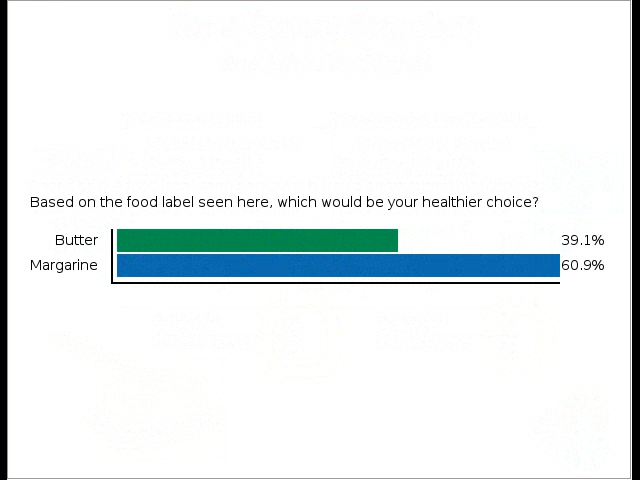 Based on the food label seen here, which would be your healthier choice?
Butter 39.1%
Margarine 60.9%